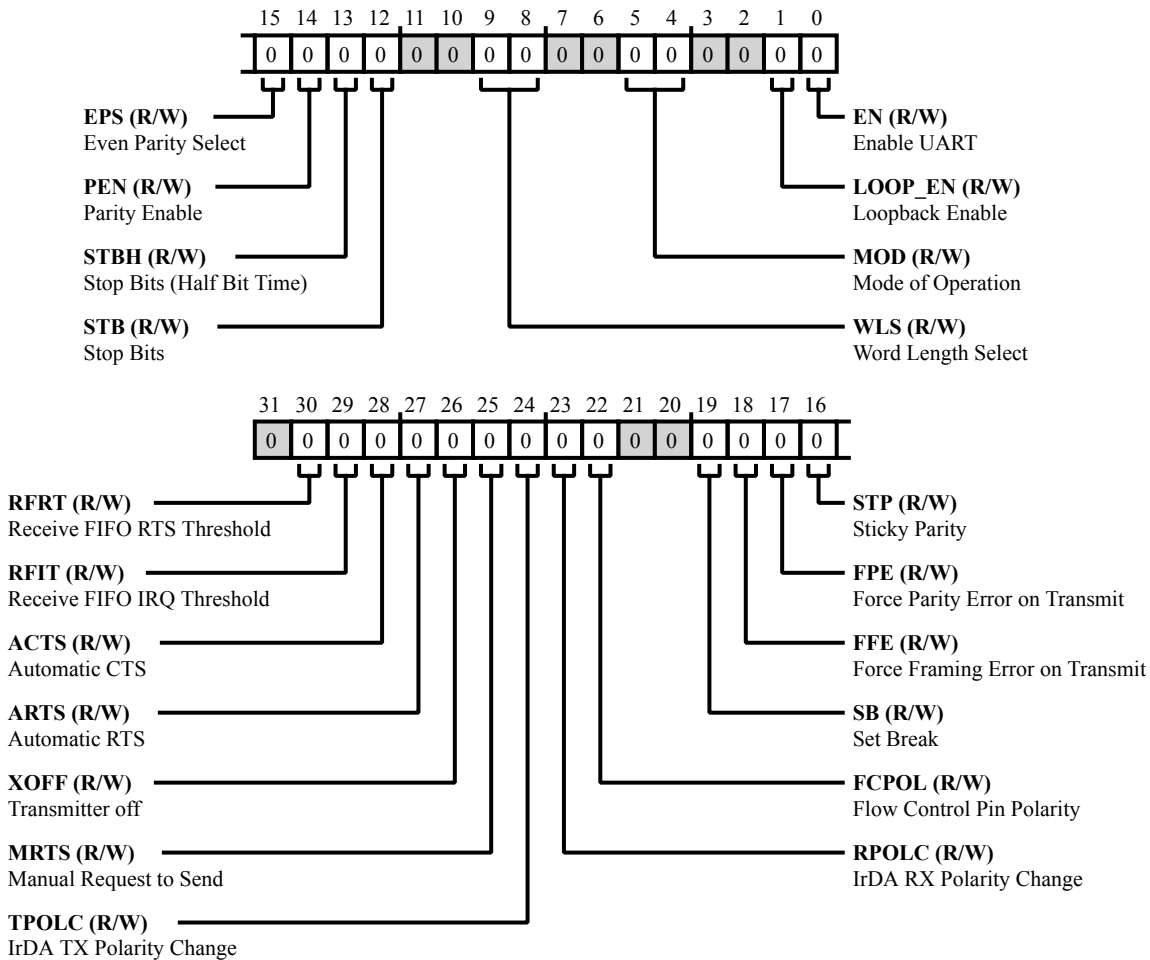 15 14 13 12 11 10 9 8 7 6 5 4 3 2 1 0
0 0 0 0 0 0 0 0 0 0 0 0 0 0 0 0
EPS (R/W)
Even Parity Select
PEN (R/W)
Parity Enable
STBH (R/W)
Stop Bits (Half Bit Time)
STB (R/W)
Stop Bits
EN (R/W)
Enable UART
LOOP_EN (R/W)
Loopback Enable
MOD (R/W)
Mode of Operation
WLS (R/W)
Word Length Select
31 30 29 28 27 26 25 24 23 22 21 20 19 18 17 16
0 0 0 0 0 0 0 0 0 0 0 0 0 0 0 0
RFRT (R/W)
Receive FIFO RTS Threshold
RFIT (R/W)
Receive FIFO IRQ Threshold
ACTS (R/W)
Automatic CTS
ARTS (R/W)
Automatic RTS
XOFF (R/W)
Transmitter off
MRTS (R/W)
Manual Request to Send
TPOLC (R/W)
IrDA TX Polarity Change
STP (R/W)
Sticky Parity
FPE (R/W)
Force Parity Error on Transmit
FFE (R/W)
Force Framing Error on Transmit
SB (R/W)
Set Break
FCPOL (R/W)
Flow Control Pin Polarity
RPOLC (R/W)
IrDA RX Polarity Change